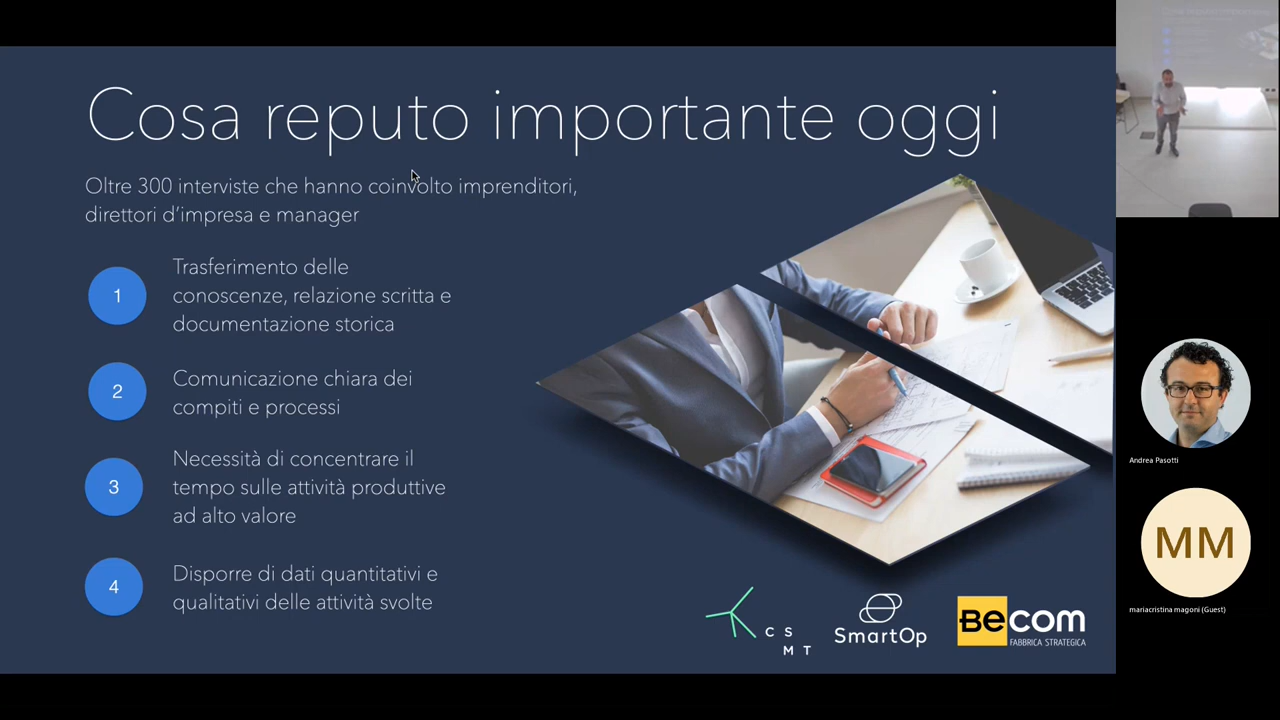 Cosa reputo importante oggi
Oltre 300 interviste che hanno coinvolto imprenditori,
direttori d'impresa e manager
1
Trasferimento delle
conoscenze, relazione scritta e
documentazione storica
2
Comunicazione chiara dei
compiti e processi
3
Necessità di concentrare il
tempo sulle attività produttive
ad alto valore
4
Disporre di dati quantitativi e
qualitativi delle attività svolte
CS
MT
SmartOp
BECOM
FABBRICA STRATEGICA
Andrea Pasotti
MM
mariacristina magoni (Guest)